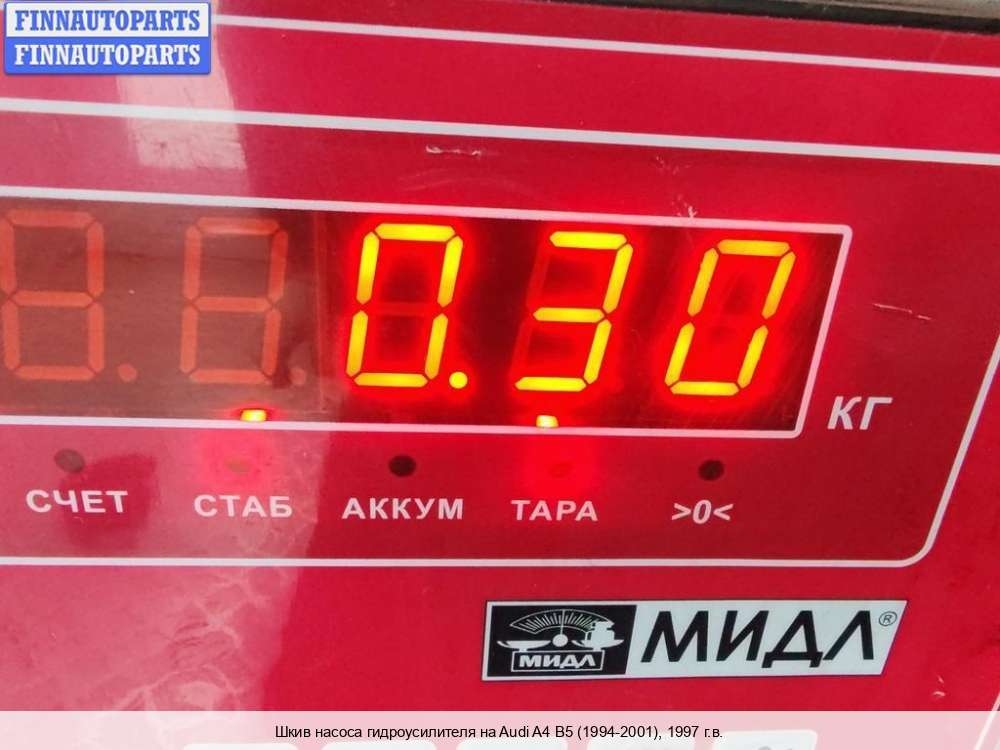 FINNAUTOPARTS
FINNAUTOPARTS
0.30
КГ
СЧЕТ СТАБ АККУМ ТАРА >0<
МИДЛ МИДЛ®
Шкив насоса гидроусилителя на Audi A4 B5 (1994-2001), 1997 г.в.